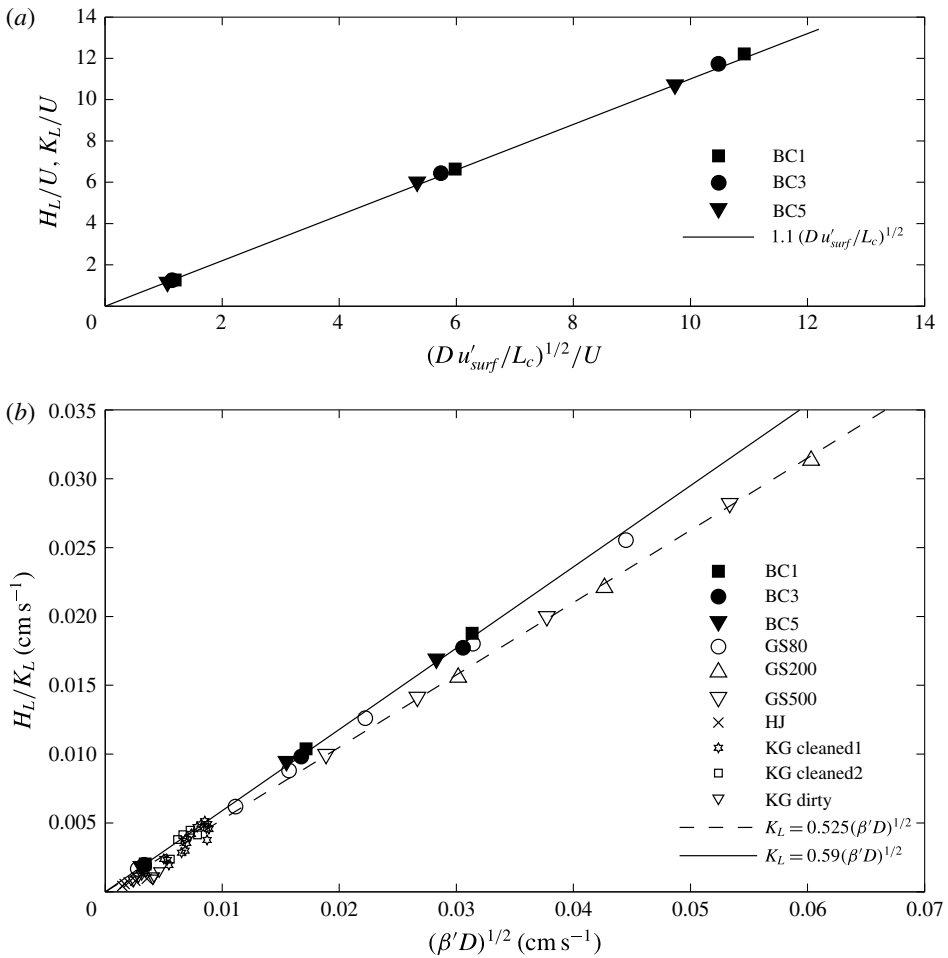 (a)
14
12
10
8
6
4
2
0
2
4
6
8
10
12
14
H_L/U, K_L/U
(D u′_surf/L_c)^1/2/U
BC1
BC3
BC5
1.1 (D u′_surf/L_c)^1/2
(b)
0.035
0.030
0.025
0.020
0.015
0.010
0.005
0
0.01
0.02
0.03
0.04
0.05
0.06
0.07
H_L/K_L (cm s^−1)
(β′D)^1/2 (cm s^−1)
BC1
BC3
BC5
GS80
GS200
GS500
HJ
KG cleaned1
KG cleaned2
KG dirty
K_L = 0.525(β′D)^1/2
K_L = 0.59(β′D)^1/2